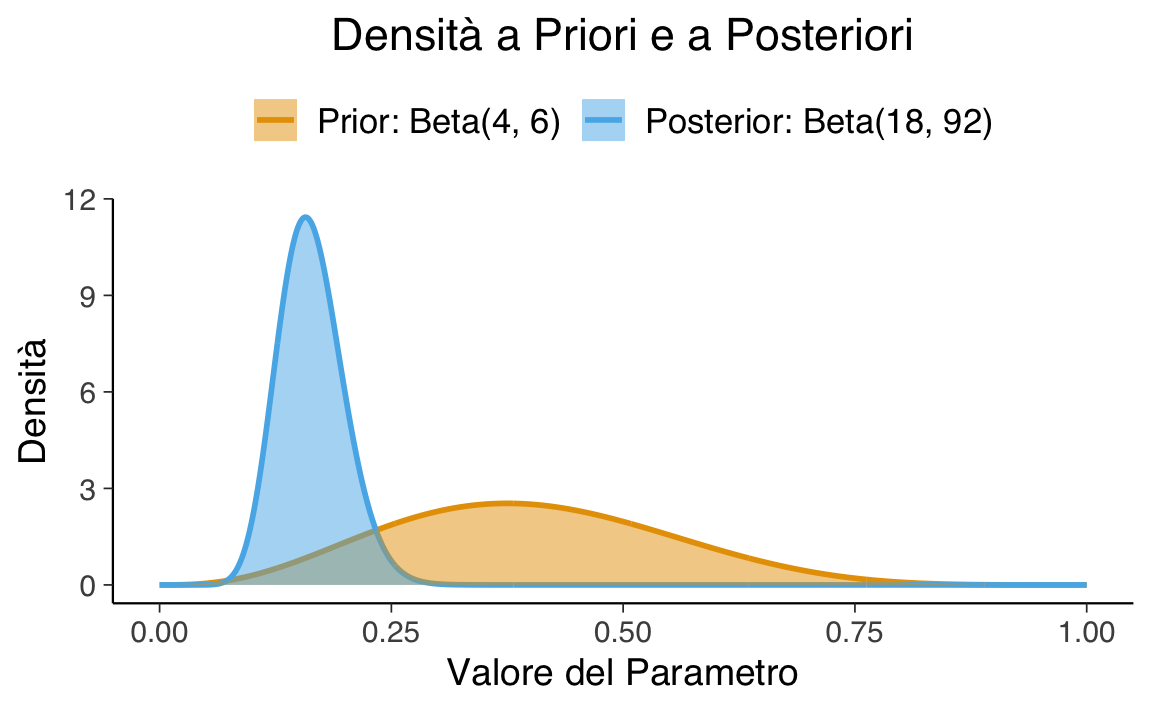 Densità a Priori e a Posteriori
Prior: Beta(4, 6) Posterior: Beta(18, 92)
12
9
6
3
0
Densità
0.00 0.25 0.50 0.75 1.00
Valore del Parametro